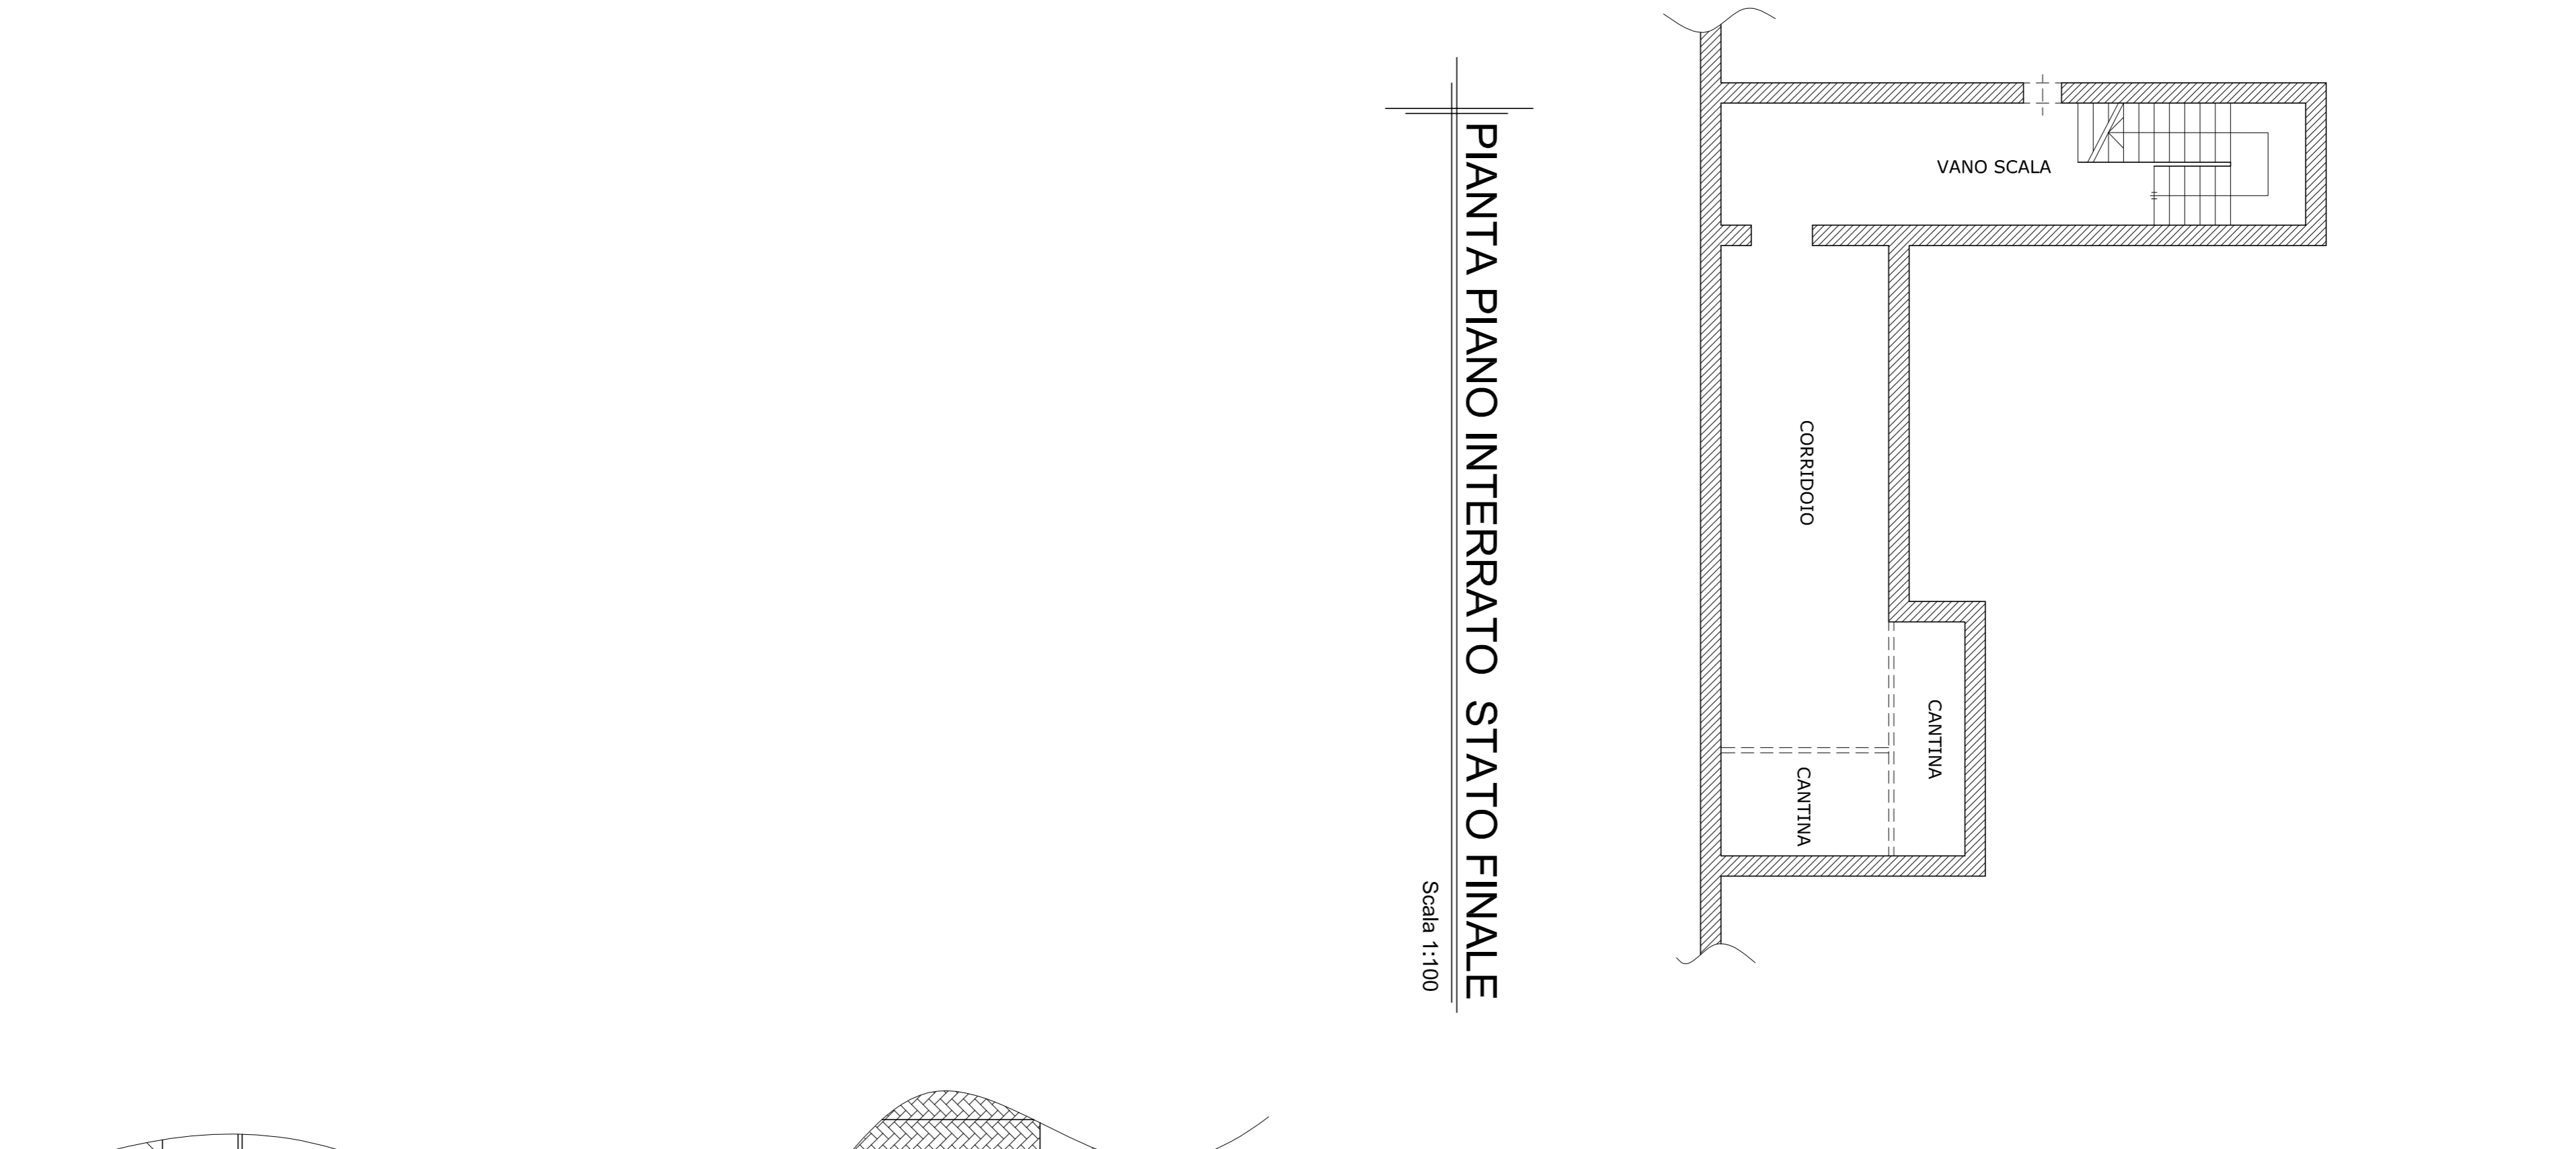 VANO SCALA
CORRIDOIO
CANTINA
CANTINA
PIANTA PIANO INTERRATO STATO FINALE
Scala 1:100